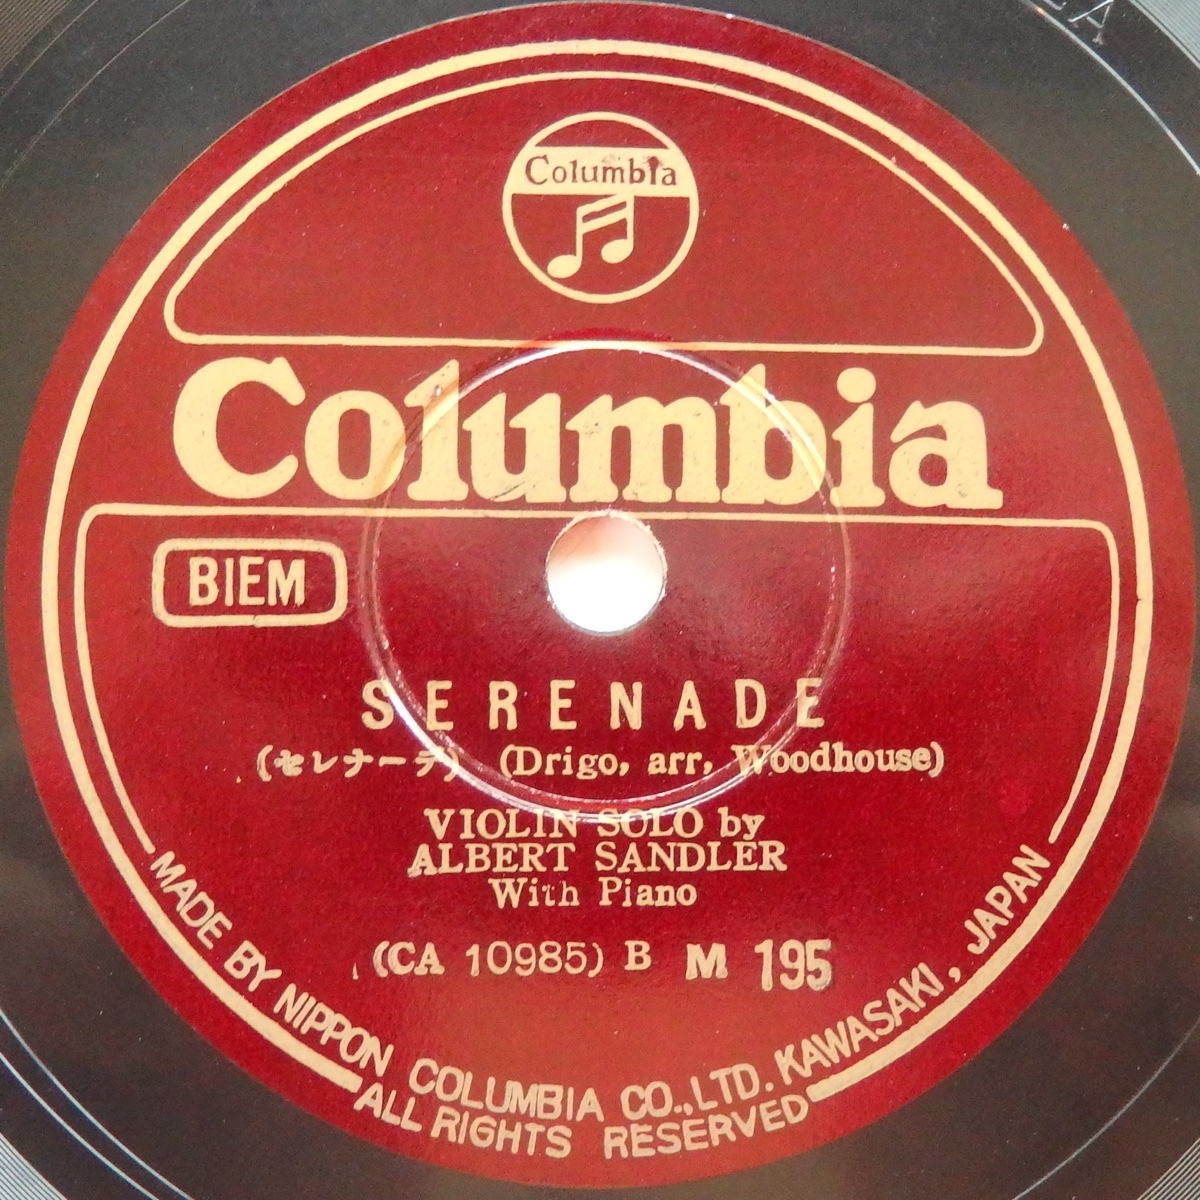 Columbia
Columbia
BIEM
SERENADE
(セレナーデ) (Drigo, arr, Woodhouse)
VIOLIN SOLO by
ALBERT SANDLER
With Piano
(CA 10985) B M 195
MADE BY NIPPON COLUMBIA CO., LTD. KAWASAKI, JAPAN
ALL RIGHTS RESERVED